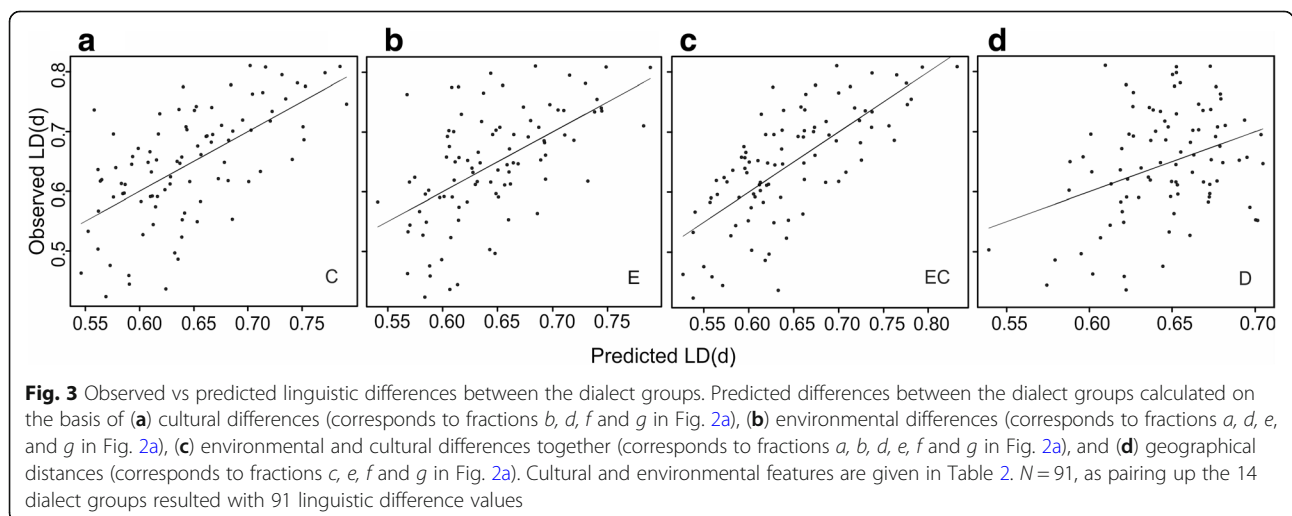 a b c d
Observed LD(d)
0.8
0.7
0.6
0.5
C E EC D
0.55 0.60 0.65 0.70 0.75 0.55 0.60 0.65 0.70 0.75 0.55 0.60 0.65 0.70 0.75 0.80 0.55 0.60 0.65 0.70
Predicted LD(d)
Fig. 3 Observed vs predicted linguistic differences between the dialect groups. Predicted differences between the dialect groups calculated on
the basis of (a) cultural differences (corresponds to fractions b, d, f and g in Fig. 2a), (b) environmental differences (corresponds to fractions a, d, e,
and g in Fig. 2a), (c) environmental and cultural differences together (corresponds to fractions a, b, d, e, f and g in Fig. 2a), and (d) geographical
distances (corresponds to fractions c, e, f and g in Fig. 2a). Cultural and environmental features are given in Table 2. N = 91, as pairing up the 14
dialect groups resulted with 91 linguistic difference values